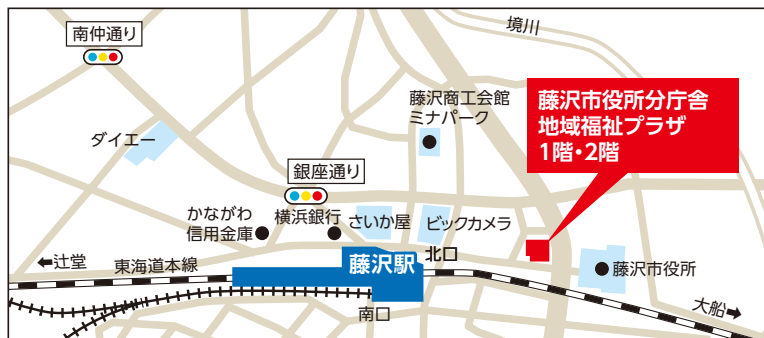 南仲通り
境川
藤沢商工会館
ミナパーク
藤沢市役所分庁舎
地域福祉プラザ
1階・2階
ダイエー
銀座通り
かながわ
信用金庫
横浜銀行
さいか屋
ビックカメラ
北口
←辻堂
東海道本線
藤沢駅
藤沢市役所
南口
大船→